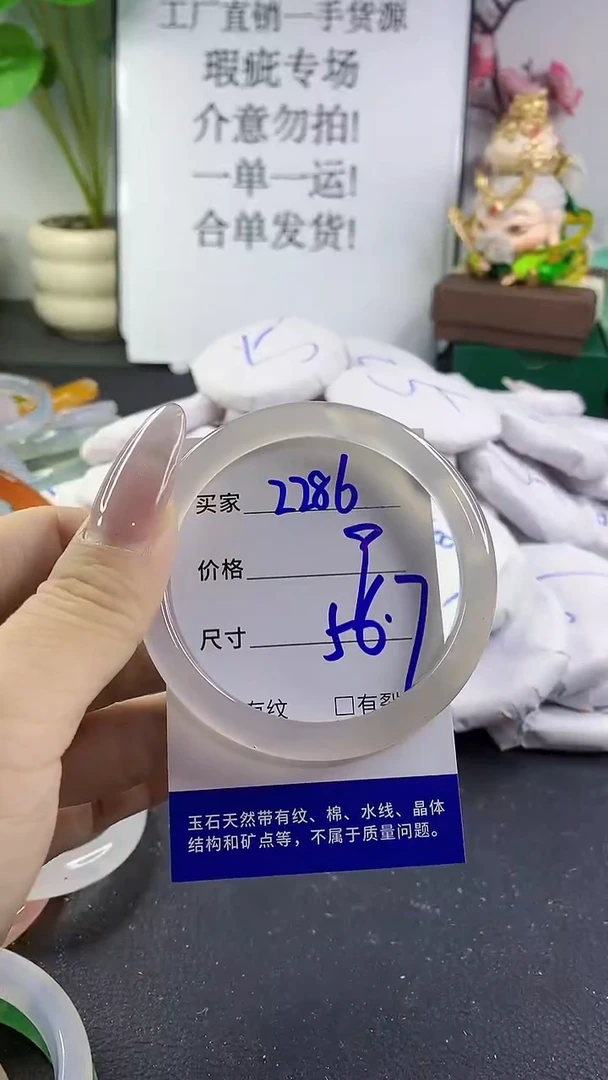 工厂直销一手货源
瑕疵专场
介意勿拍!
一单一运!
合单发货!
买家 2286
价格
尺寸 56.7
有纹 □有裂
玉石天然带有纹、棉、水线、晶体
结构和矿点等，不属于质量问题。